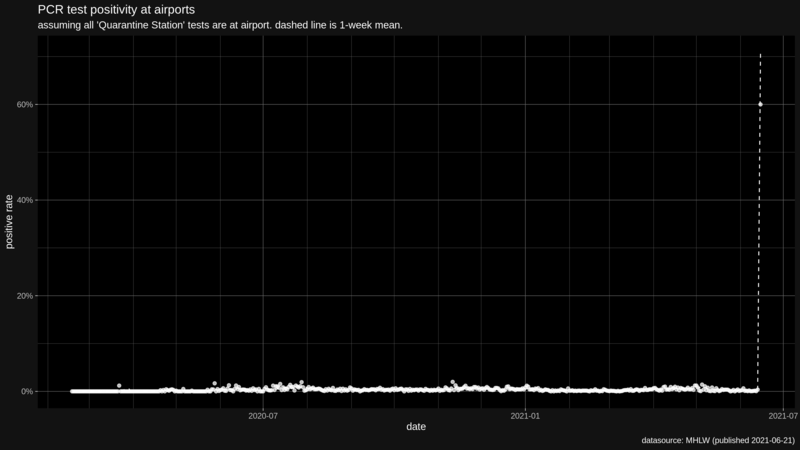 PCR test positivity at airports
assuming all 'Quarantine Station' tests are at airport. dashed line is 1-week mean.
positive rate
60%
40%
20%
0%
2020-07
2021-01
2021-07
date
datasource: MHLW (published 2021-06-21)